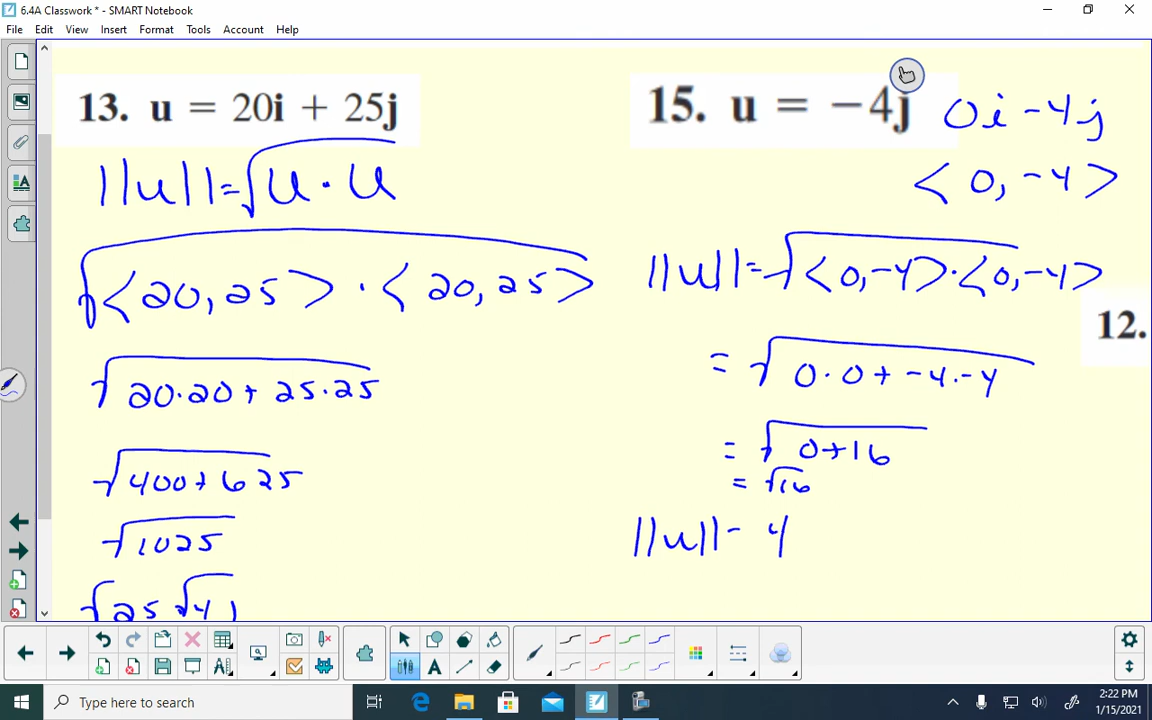 6.4A Classwork * - SMART Notebook
File Edit View Insert Format Tools Account Help
13. u = 20i + 25j
||u||=√u·u
√<20,25>·<20,25>
√20·20+25·25
√400+625
√1025
√25 √41
15. u = −4j
0i -4j
<0,-4>
||u||=√<0,-4>·<0,-4>
= √0·0+-4·-4
= √0+16
= √16
||u||= 4
12.
Type here to search
2:22 PM
1/15/2021